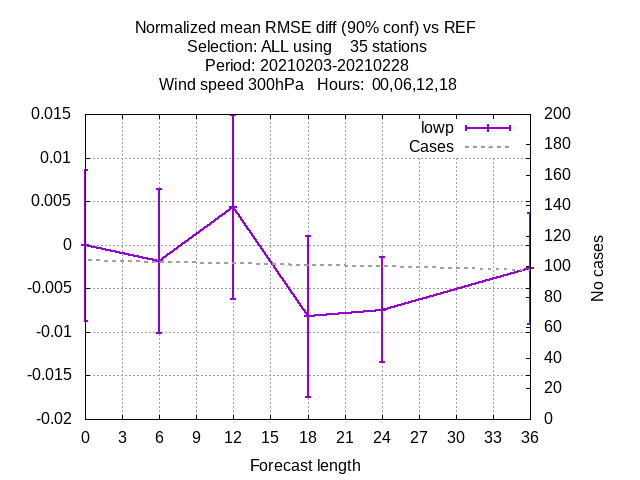 Normalized mean RMSE diff (90% conf) vs REF
Selection: ALL using 35 stations
Period: 20210203-20210228
Wind speed 300hPa Hours: 00,06,12,18
0.015
0.01
0.005
0
-0.005
-0.01
-0.015
-0.02
lowp
Cases
200
180
160
140
120
100
80
60
40
20
0
No cases
0 3 6 9 12 15 18 21 24 27 30 33 36
Forecast length